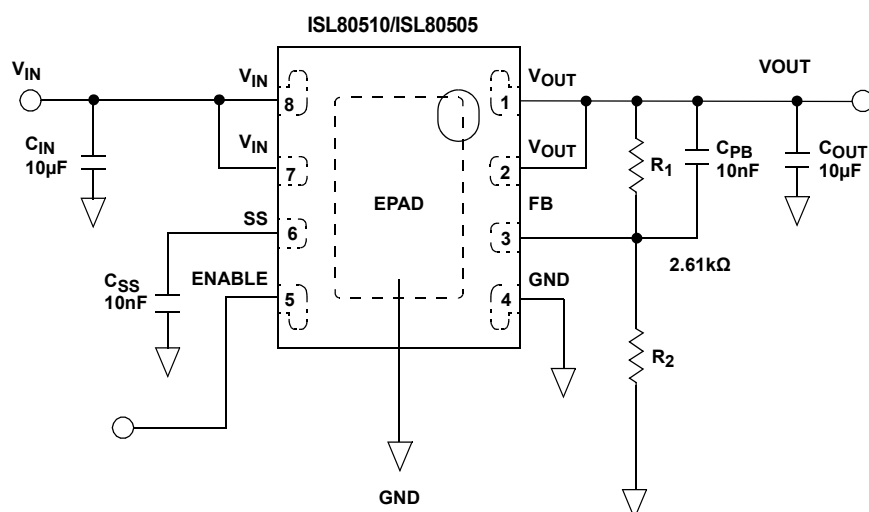 ISL80510/ISL80505
VIN
VIN
8
VOUT
1
VOUT
CIN
10µF
VIN
7
VOUT
2
R1
CPB
10nF
COUT
10µF
EPAD
SS
6
FB
3
2.61kΩ
CSS
10nF
ENABLE
5
GND
4
R2
GND